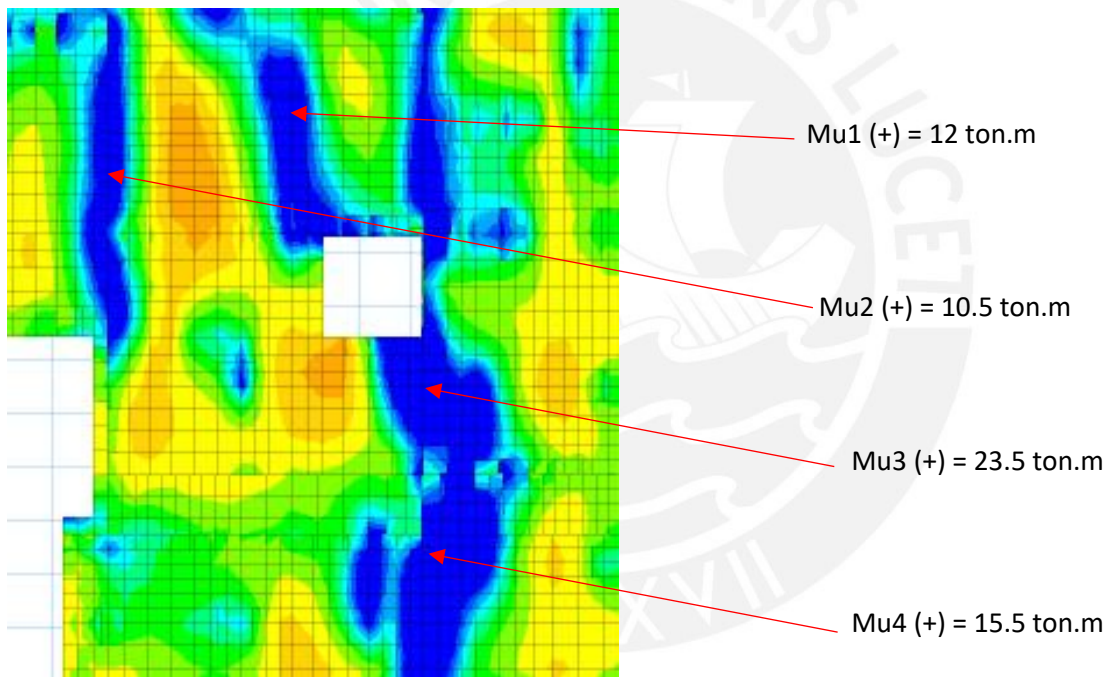 Mu1 (+) = 12 ton.m
Mu2 (+) = 10.5 ton.m
Mu3 (+) = 23.5 ton.m
Mu4 (+) = 15.5 ton.m